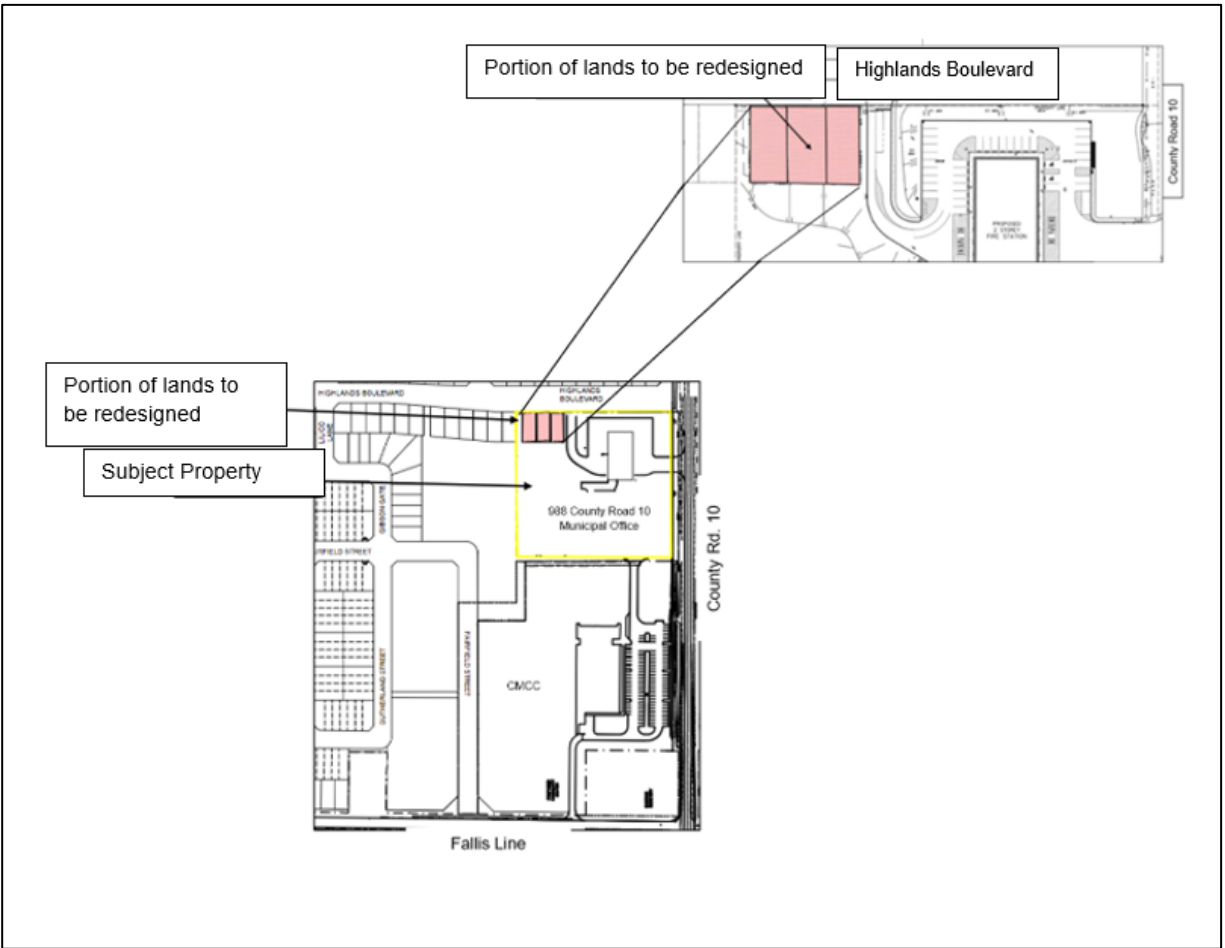 Portion of lands to be redesigned
Highlands Boulevard
County Road 10
PROPOSED
2 STOREY
FIRE STATION
Portion of lands to
be redesigned
Subject Property
HIGHLANDS BOULEVARD
HIGHLANDS
BOULEVARD
LANE
GIBSON GATE
988 County Road 10
Municipal Office
County Rd. 10
STREET
SUTHERLAND STREET
FAIRFIELD STREET
CMCC
Fallis Line